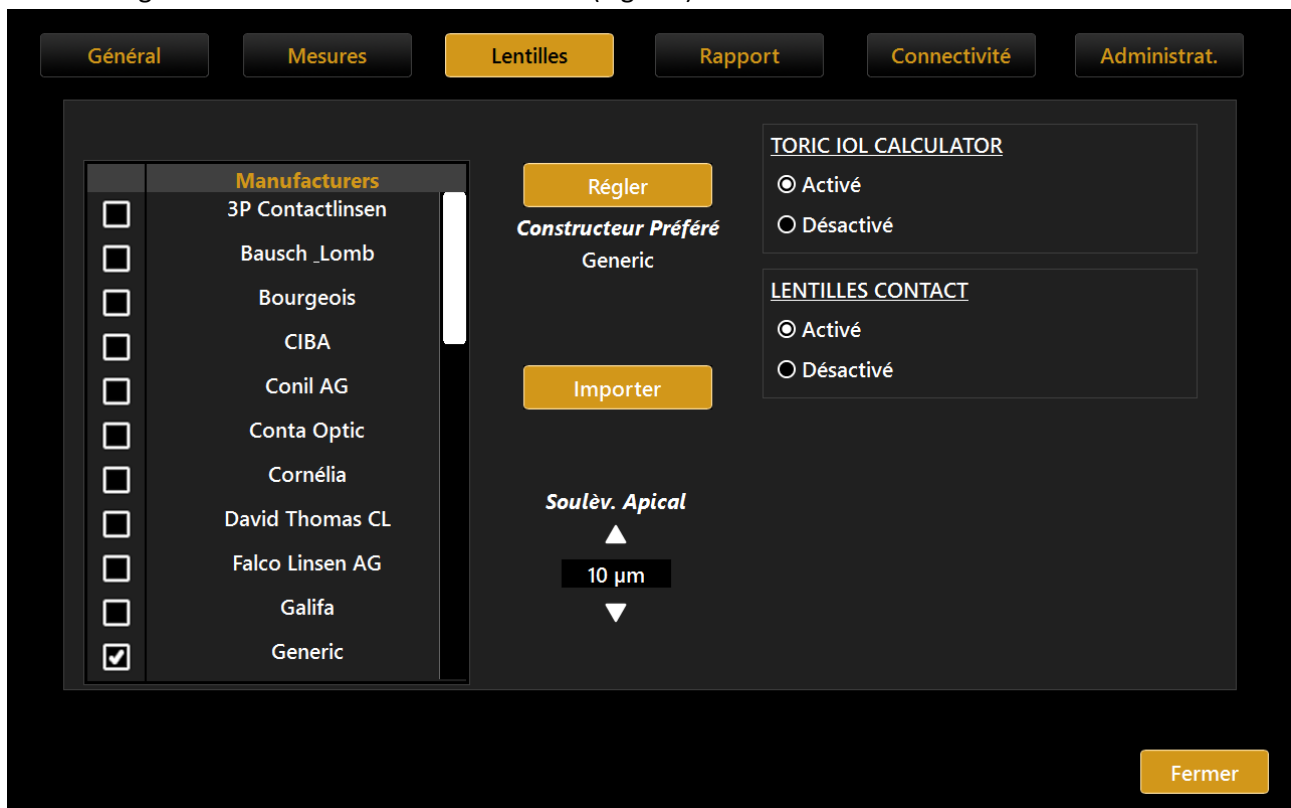 Général
Mesures
Lentilles
Rapport
Connectivité
Administrat.
Manufacturers
3P Contactlinsen
Bausch _Lomb
Bourgeois
CIBA
Conil AG
Conta Optic
Cornélia
David Thomas CL
Falco Linsen AG
Galifa
Generic
Régler
Constructeur Préféré
Generic
Importer
Soulèv. Apical
10 µm
TORIC IOL CALCULATOR
Activé
Désactivé
LENTILLES CONTACT
Activé
Désactivé
Fermer